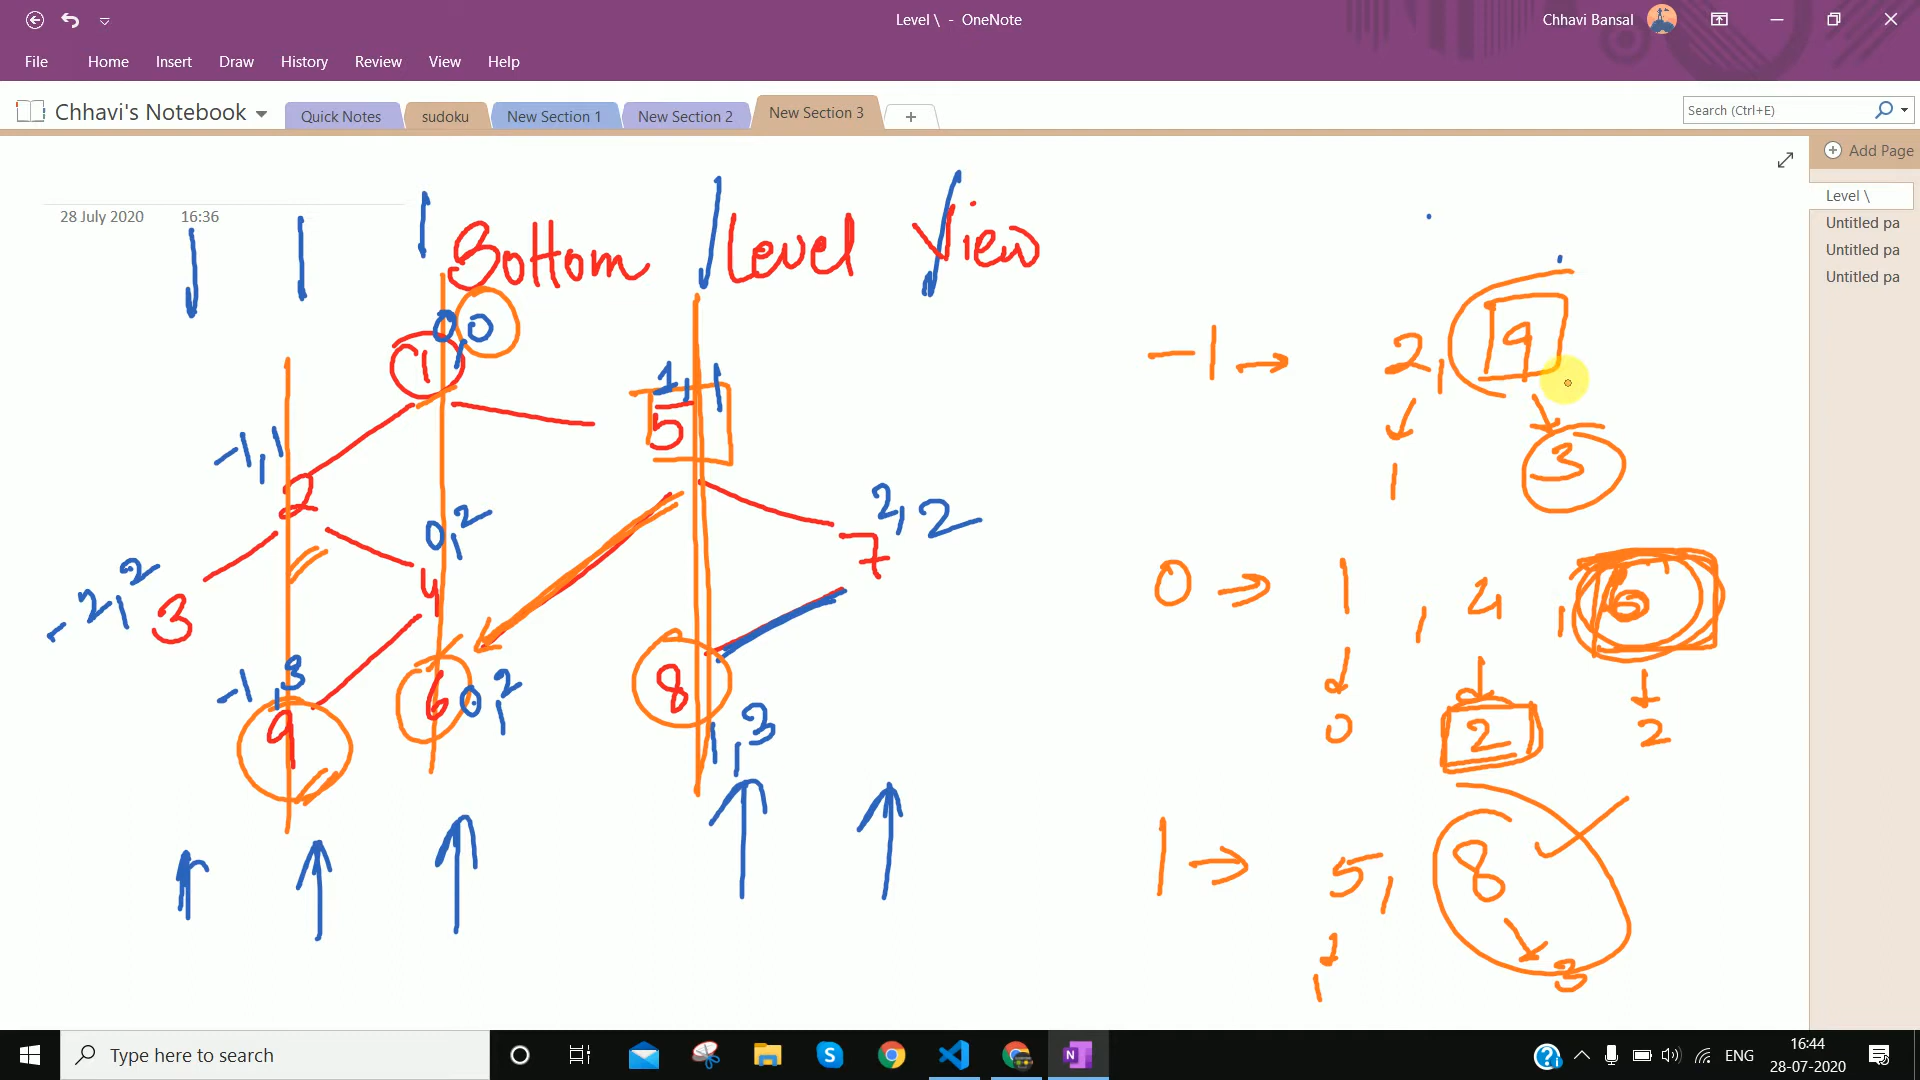 Level \ - OneNote
Chhavi Bansal
File Home Insert Draw History Review View Help
Chhavi's Notebook
Quick Notes sudoku New Section 1 New Section 2 New Section 3 +
Search (Ctrl+E)
Add Page
Level \
Untitled pa
Untitled pa
Untitled pa
28 July 2020 16:36
Bottom Level View
0,0
1
1,1
5
-1,1
2
2,2
7
0,2
4
-2,2
3
-1,3
9
6 0,2
8
1,3
-1 → 2, 9
1 3
0 → 1, 4, 6
0 2 2
1 → 5, 8
1 3
Type here to search
ENG
16:44
28-07-2020